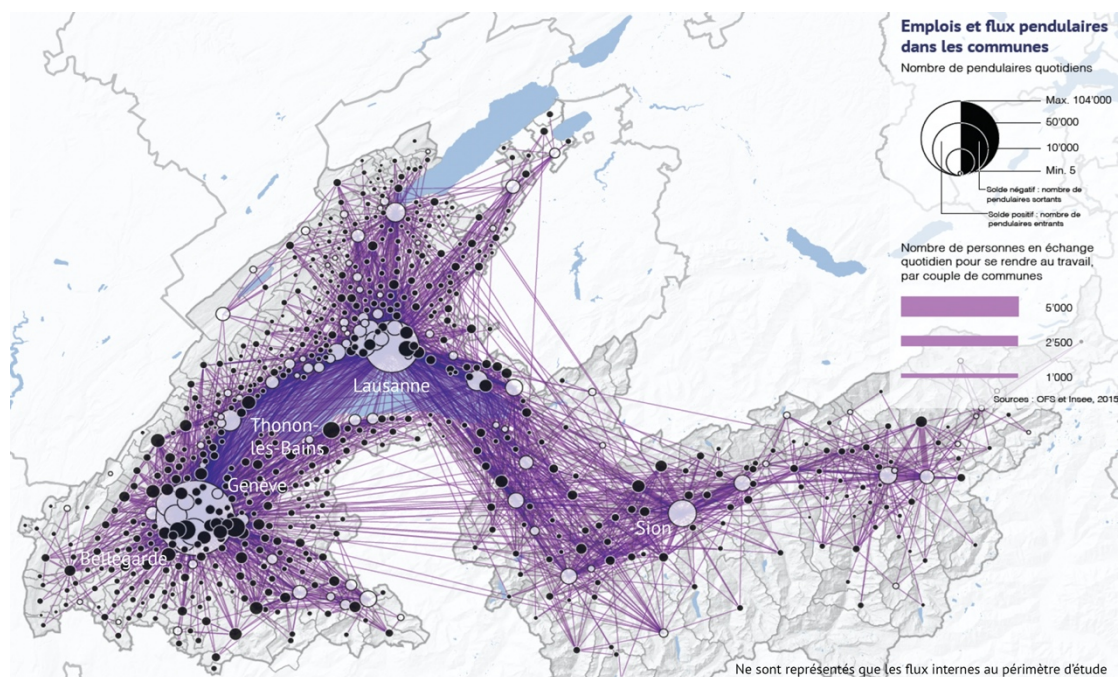 Emplois et flux pendulaires
dans les communes
Nombre de pendulaires quotidiens
Max. 104'000
50'000
10'000
Min. 5
Solde négatif : nombre de
pendulaires sortants
Solde positif : nombre de
pendulaires entrants
Nombre de personnes en échange
quotidien pour se rendre au travail,
par couple de communes
5'000
2'500
1'000
Sources : OFS et Insee, 2015
Lausanne
Thonon-
les-Bains
Genève
Sion
Bellegarde
Ne sont représentés que les flux internes au périmètre d'étude